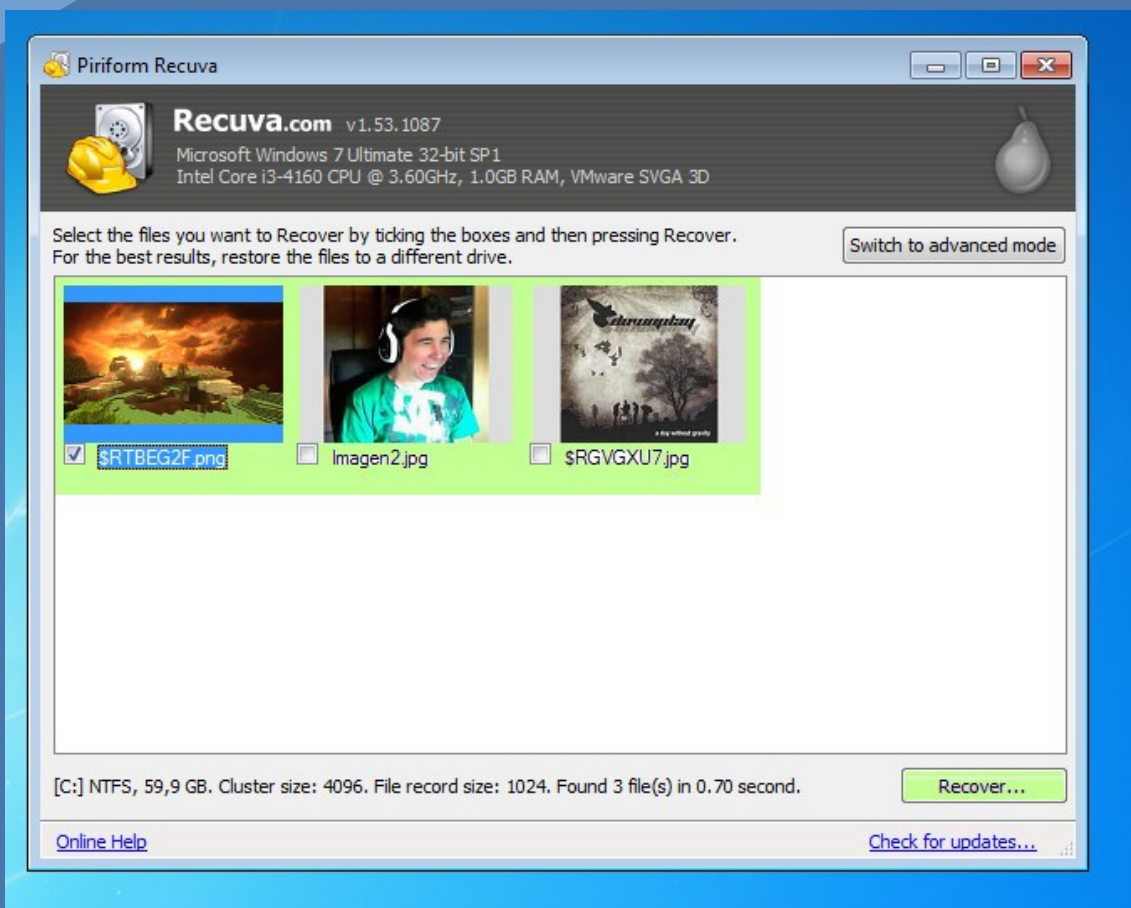 Piriform Recuva
Recuva.com v1.53.1087
Microsoft Windows 7 Ultimate 32-bit SP1
Intel Core i3-4160 CPU @ 3.60GHz, 1.0GB RAM, VMware SVGA 3D
Select the files you want to Recover by ticking the boxes and then pressing Recover.
For the best results, restore the files to a different drive.
Switch to advanced mode
downplay
a day without gravity
$RTBEG2F.png
Imagen2.jpg
$RGVGXU7.jpg
[C:] NTFS, 59,9 GB. Cluster size: 4096. File record size: 1024. Found 3 file(s) in 0.70 second.
Recover...
Online Help
Check for updates...